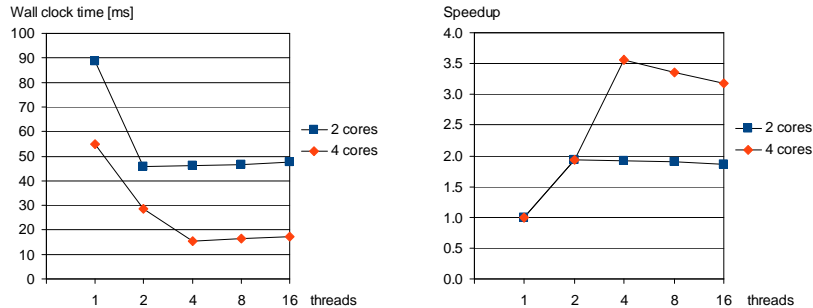 Wall clock time [ms]
100
90
80
70
60
50
40
30
20
10
0
1 2 4 8 16 threads
2 cores
4 cores
Speedup
4.0
3.5
3.0
2.5
2.0
1.5
1.0
0.5
0.0
1 2 4 8 16 threads
2 cores
4 cores